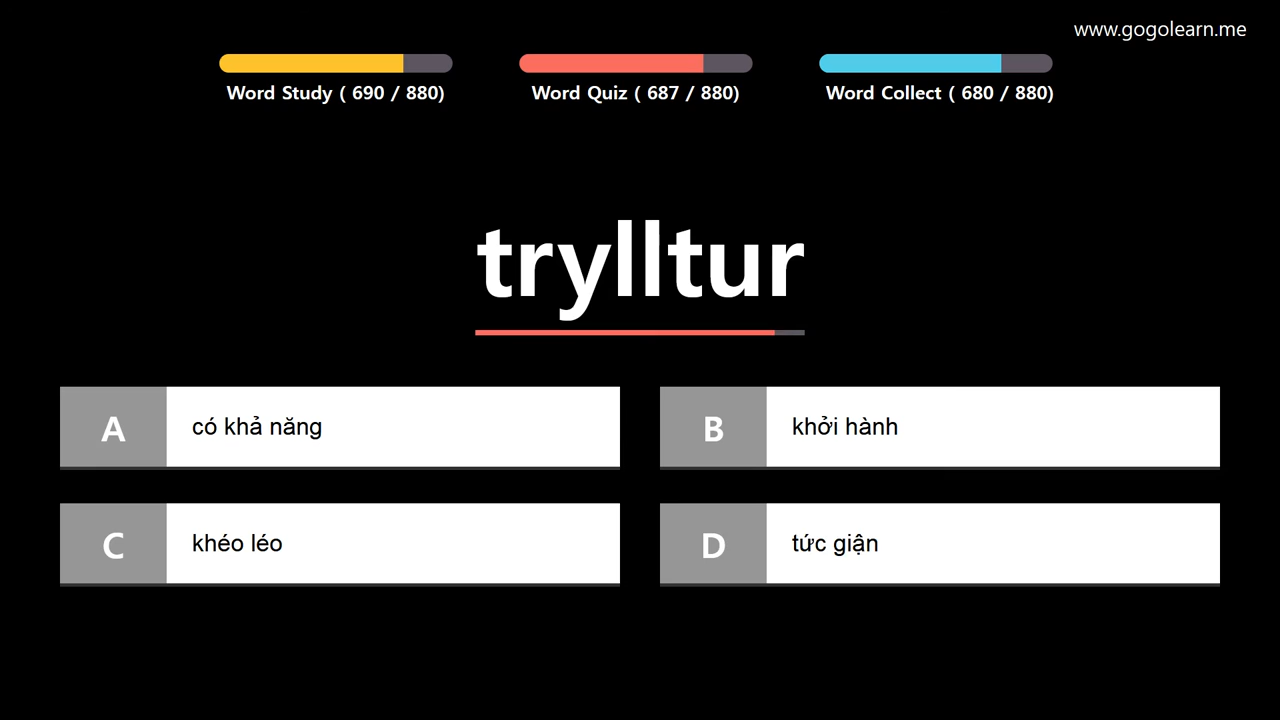 www.gogolearn.me
Word Study ( 690 / 880)
Word Quiz ( 687 / 880)
Word Collect ( 680 / 880)
trylltur
A
có khả năng
B
khởi hành
C
khéo léo
D
tức giận